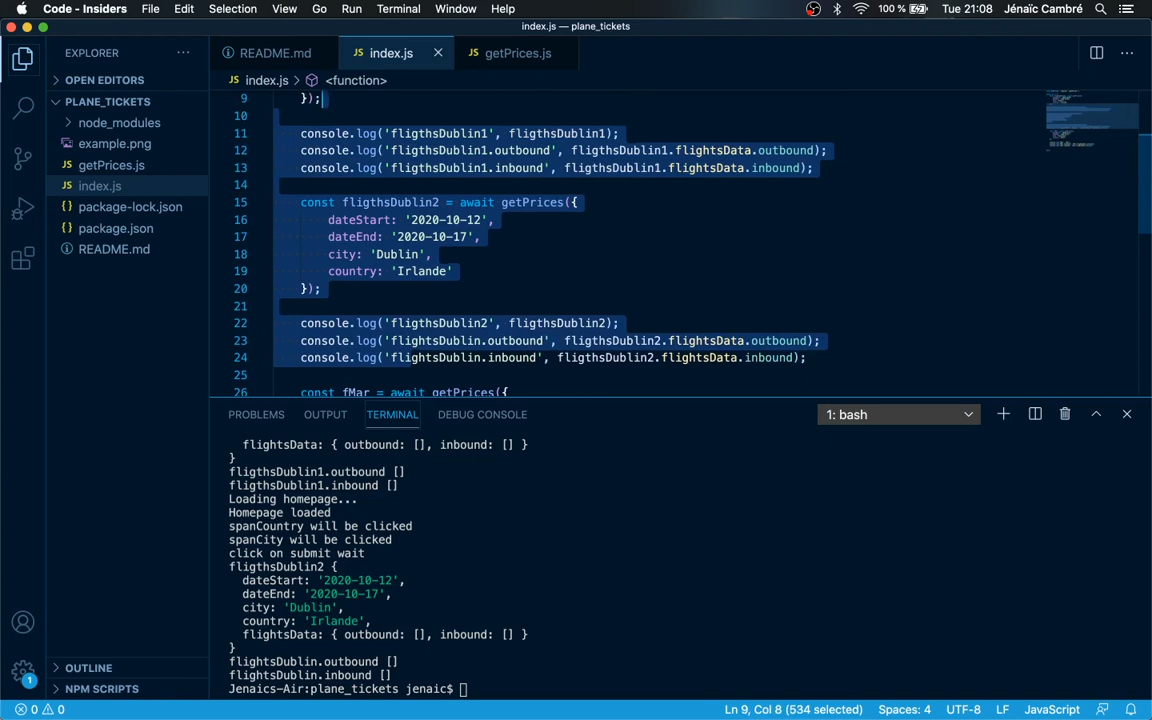 Code - Insiders File Edit Selection View Go Run Terminal Window Help 100 % Tue 21:08 Jénaïc Cambré
index.js — plane_tickets
EXPLORER
README.md
JS index.js
JS getPrices.js
JS index.js > <function>
OPEN EDITORS
PLANE_TICKETS
node_modules
example.png
JS getPrices.js
JS index.js
{} package-lock.json
{} package.json
README.md
OUTLINE
NPM SCRIPTS
1
9 });
10
11 console.log('fligthsDublin1', fligthsDublin1);
12 console.log('fligthsDublin1.outbound', fligthsDublin1.flightsData.outbound);
13 console.log('fligthsDublin1.inbound', fligthsDublin1.flightsData.inbound);
14
15 const fligthsDublin2 = await getPrices({
16 dateStart: '2020-10-12',
17 dateEnd: '2020-10-17',
18 city: 'Dublin',
19 country: 'Irlande'
20 });
21
22 console.log('fligthsDublin2', fligthsDublin2);
23 console.log('fligthsDublin.outbound', fligthsDublin2.flightsData.outbound);
24 console.log('flightsDublin.inbound', fligthsDublin2.flightsData.inbound);
25
26 const fMar = await getPrices({
PROBLEMS OUTPUT TERMINAL DEBUG CONSOLE 1: bash
flightsData: { outbound: [], inbound: [] }
}
fligthsDublin1.outbound []
fligthsDublin1.inbound []
Loading homepage...
Homepage loaded
spanCountry will be clicked
spanCity will be clicked
click on submit wait
fligthsDublin2 {
dateStart: '2020-10-12',
dateEnd: '2020-10-17',
city: 'Dublin',
country: 'Irlande',
flightsData: { outbound: [], inbound: [] }
}
fligthsDublin.outbound []
flightsDublin.inbound []
Jenaics-Air:plane_tickets jenaic$
0 0 Ln 9, Col 8 (534 selected) Spaces: 4 UTF-8 LF JavaScript